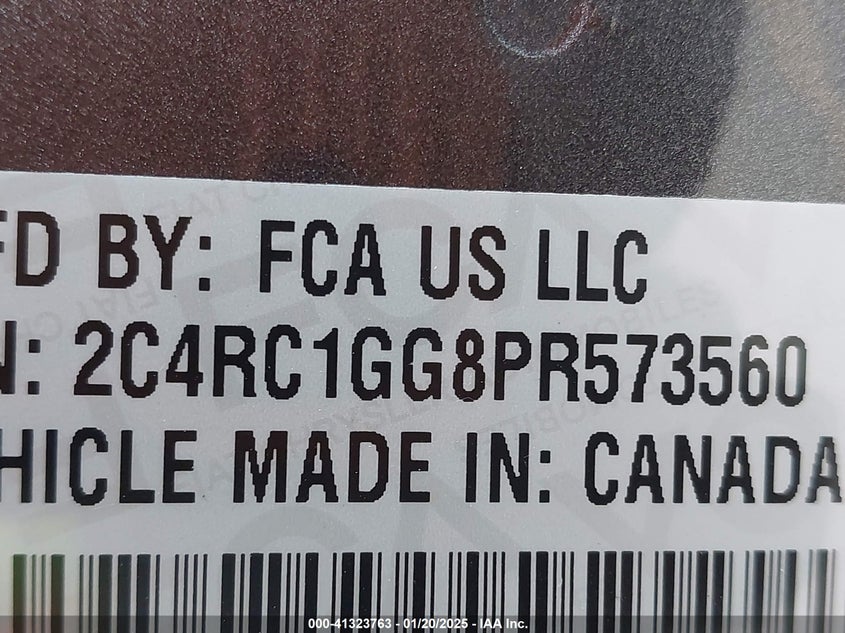 FD BY: FCA US LLC
N: 2C4RC1GG8PR573560
HICLE MADE IN: CANADA
000-41323763 - 01/20/2025 - IAA Inc.